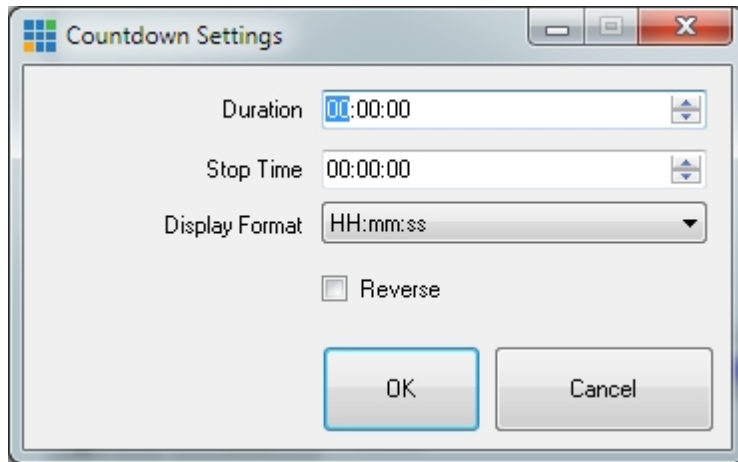 Countdown Settings
Duration 00:00:00
Stop Time 00:00:00
Display Format HH:mm:ss
Reverse
OK Cancel